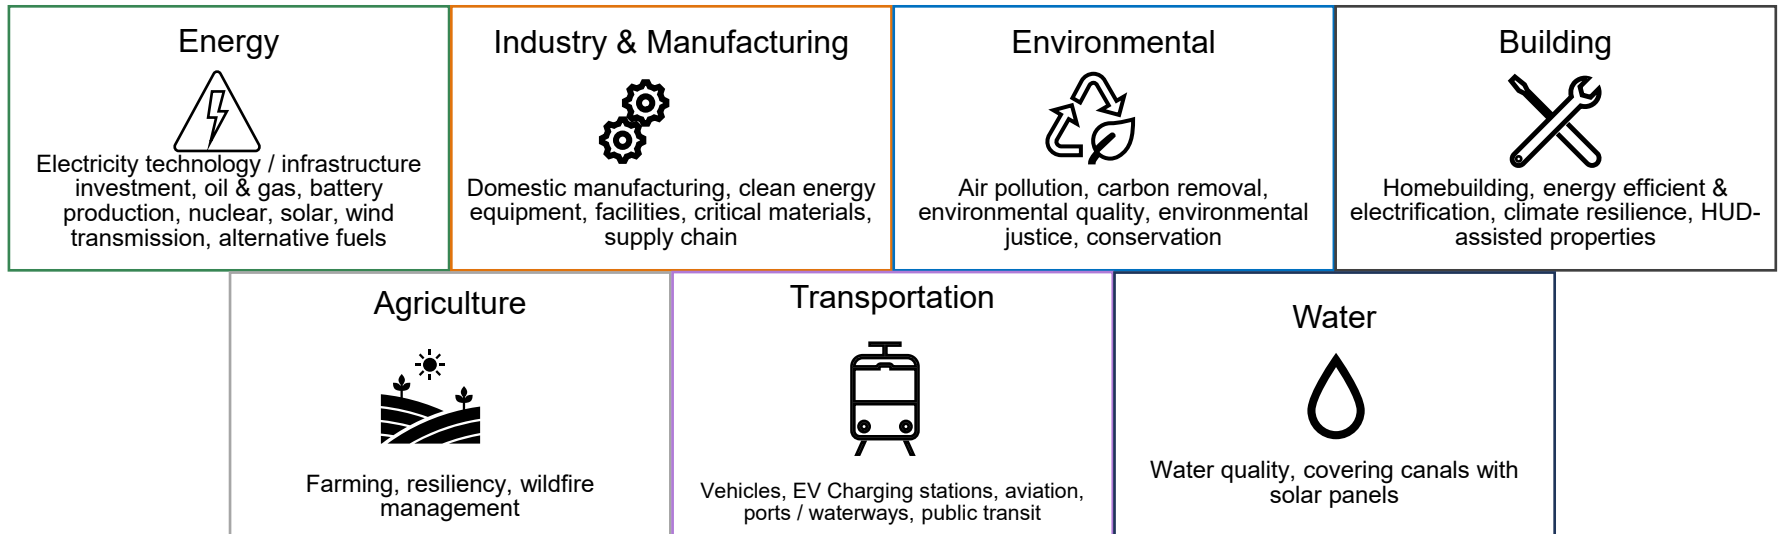 Energy
Electricity technology / infrastructure
investment, oil & gas, battery
production, nuclear, solar, wind
transmission, alternative fuels
Industry & Manufacturing
Domestic manufacturing, clean energy
equipment, facilities, critical materials,
supply chain
Environmental
Air pollution, carbon removal,
environmental quality, environmental
justice, conservation
Building
Homebuilding, energy efficient &
electrification, climate resilience, HUD-
assisted properties
Agriculture
Farming, resiliency, wildfire
management
Transportation
Vehicles, EV Charging stations, aviation,
ports / waterways, public transit
Water
Water quality, covering canals with
solar panels